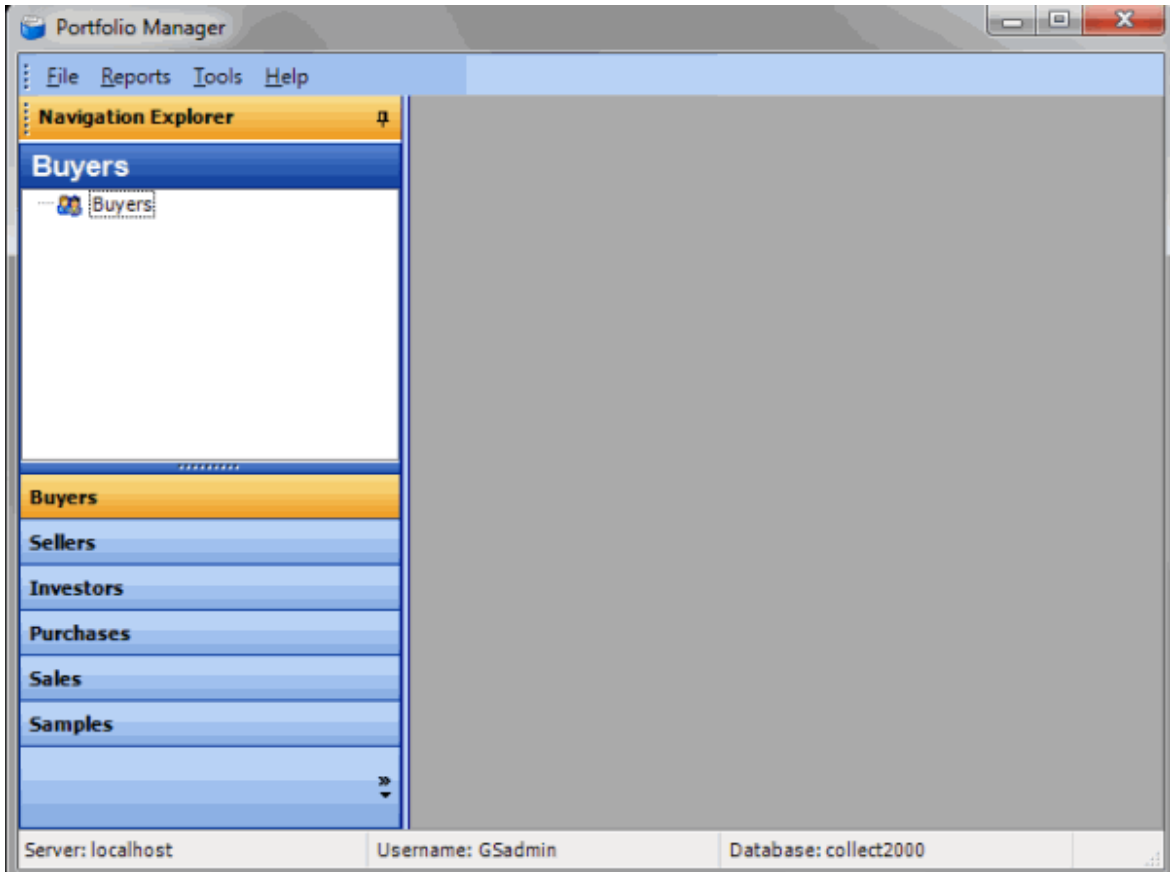 Portfolio Manager
File Reports Tools Help
Navigation Explorer
Buyers
Buyers
Buyers
Sellers
Investors
Purchases
Sales
Samples
Server: localhost Username: GSadmin Database: collect2000